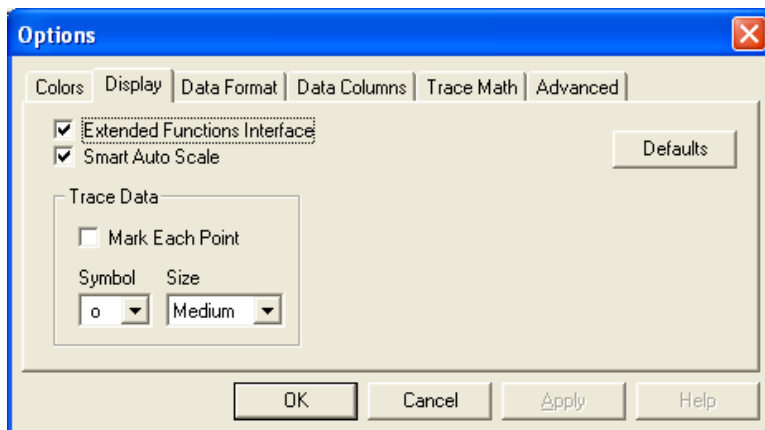 Options
Colors Display Data Format Data Columns Trace Math Advanced
Extended Functions Interface
Defaults
Smart Auto Scale
Trace Data
Mark Each Point
Symbol Size
o Medium
OK Cancel Apply Help